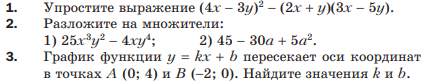 1. Упростите выражение (4x − 3y)² − (2x + y)(3x − 5y).
2. Разложите на множители:
1) 25x³y² − 4xy⁴; 2) 45 − 30a + 5a².
3. График функции y = kx + b пересекает оси координат
в точках A (0; 4) и B (−2; 0). Найдите значения k и b.